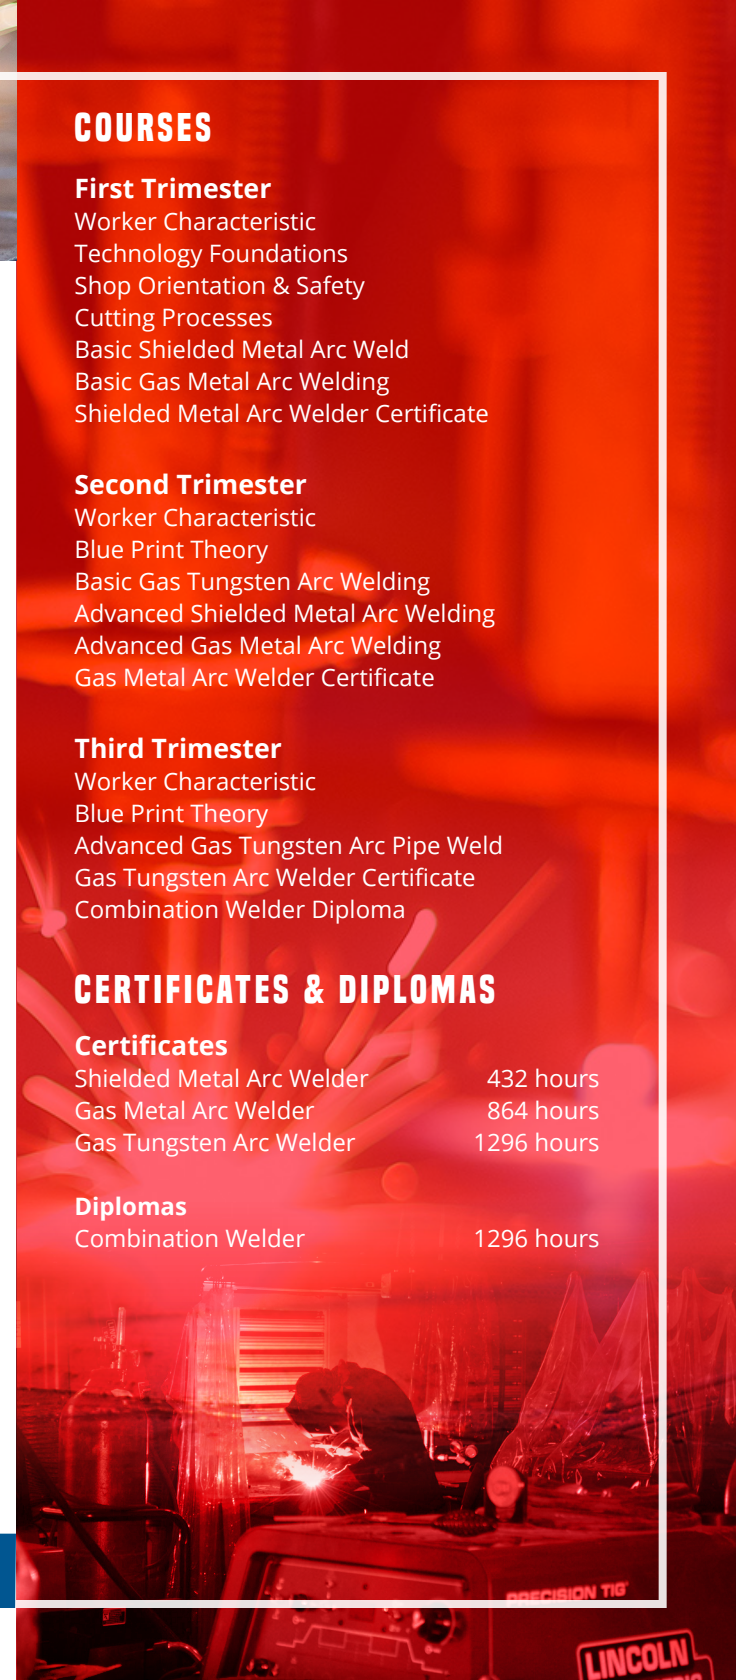 COURSES
First Trimester
Worker Characteristic
Technology Foundations
Shop Orientation & Safety
Cutting Processes
Basic Shielded Metal Arc Weld
Basic Gas Metal Arc Welding
Shielded Metal Arc Welder Certificate
Second Trimester
Worker Characteristic
Blue Print Theory
Basic Gas Tungsten Arc Welding
Advanced Shielded Metal Arc Welding
Advanced Gas Metal Arc Welding
Gas Metal Arc Welder Certificate
Third Trimester
Worker Characteristic
Blue Print Theory
Advanced Gas Tungsten Arc Pipe Weld
Gas Tungsten Arc Welder Certificate
Combination Welder Diploma
CERTIFICATES & DIPLOMAS
Certificates
Shielded Metal Arc Welder 432 hours
Gas Metal Arc Welder 864 hours
Gas Tungsten Arc Welder 1296 hours
Diplomas
Combination Welder 1296 hours
PRECISION TIG
LINCOLN